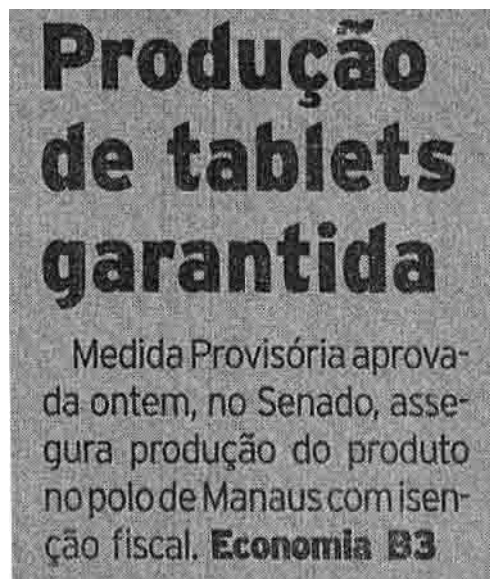 Produção
de tablets
garantida
Medida Provisória aprova-
da ontem, no Senado, asse-
gura produção do produto
no polo de Manaus com isen-
ção fiscal. Economia B3